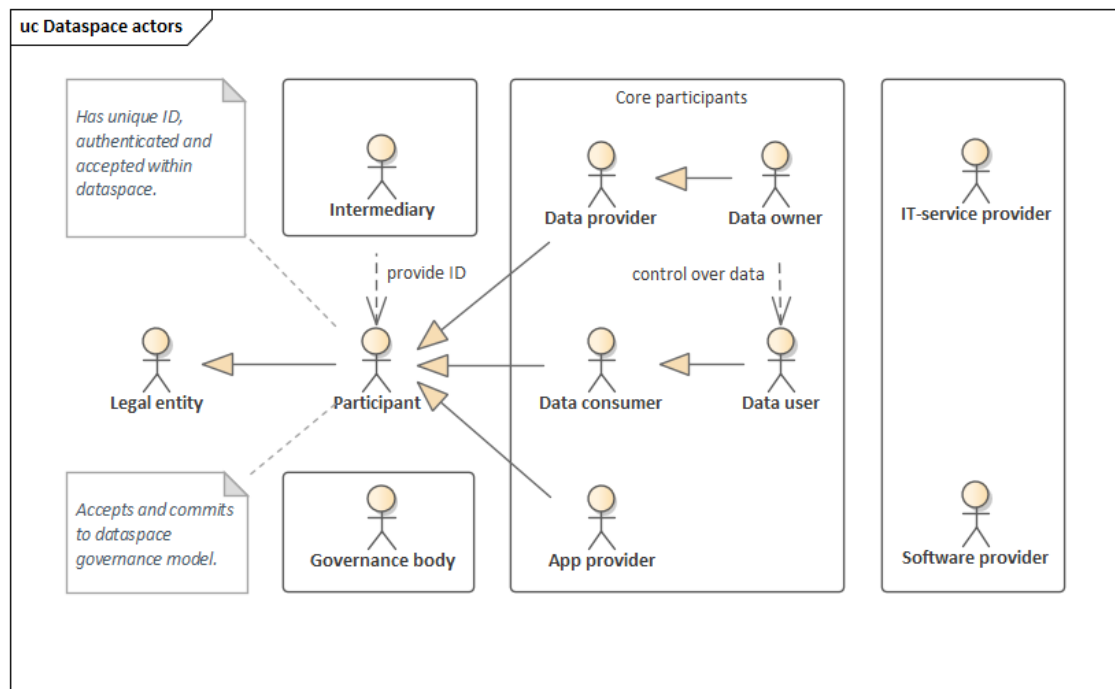 uc Dataspace actors
Has unique ID,
authenticated and
accepted within
dataspace.
Intermediary
Core participants
Data provider
Data owner
IT-service provider
provide ID
control over data
Legal entity
Participant
Data consumer
Data user
Accepts and commits
to dataspace
governance model.
Governance body
App provider
Software provider